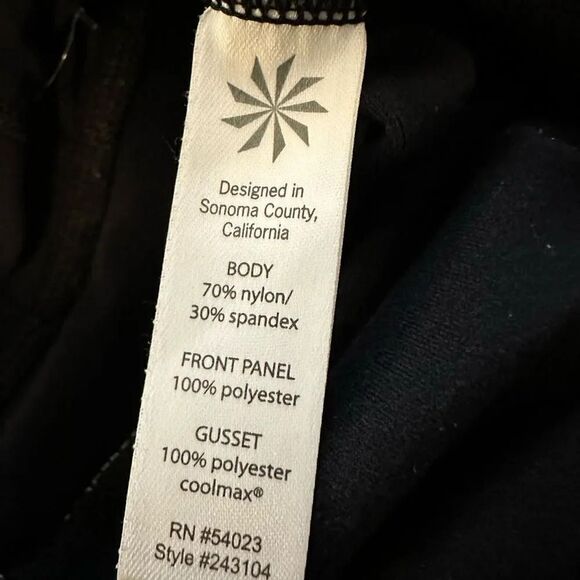 Designed in
Sonoma County,
California
BODY
70% nylon/
30% spandex
FRONT PANEL
100% polyester
GUSSET
100% polyester
coolmax®
RN #54023
Style #243104